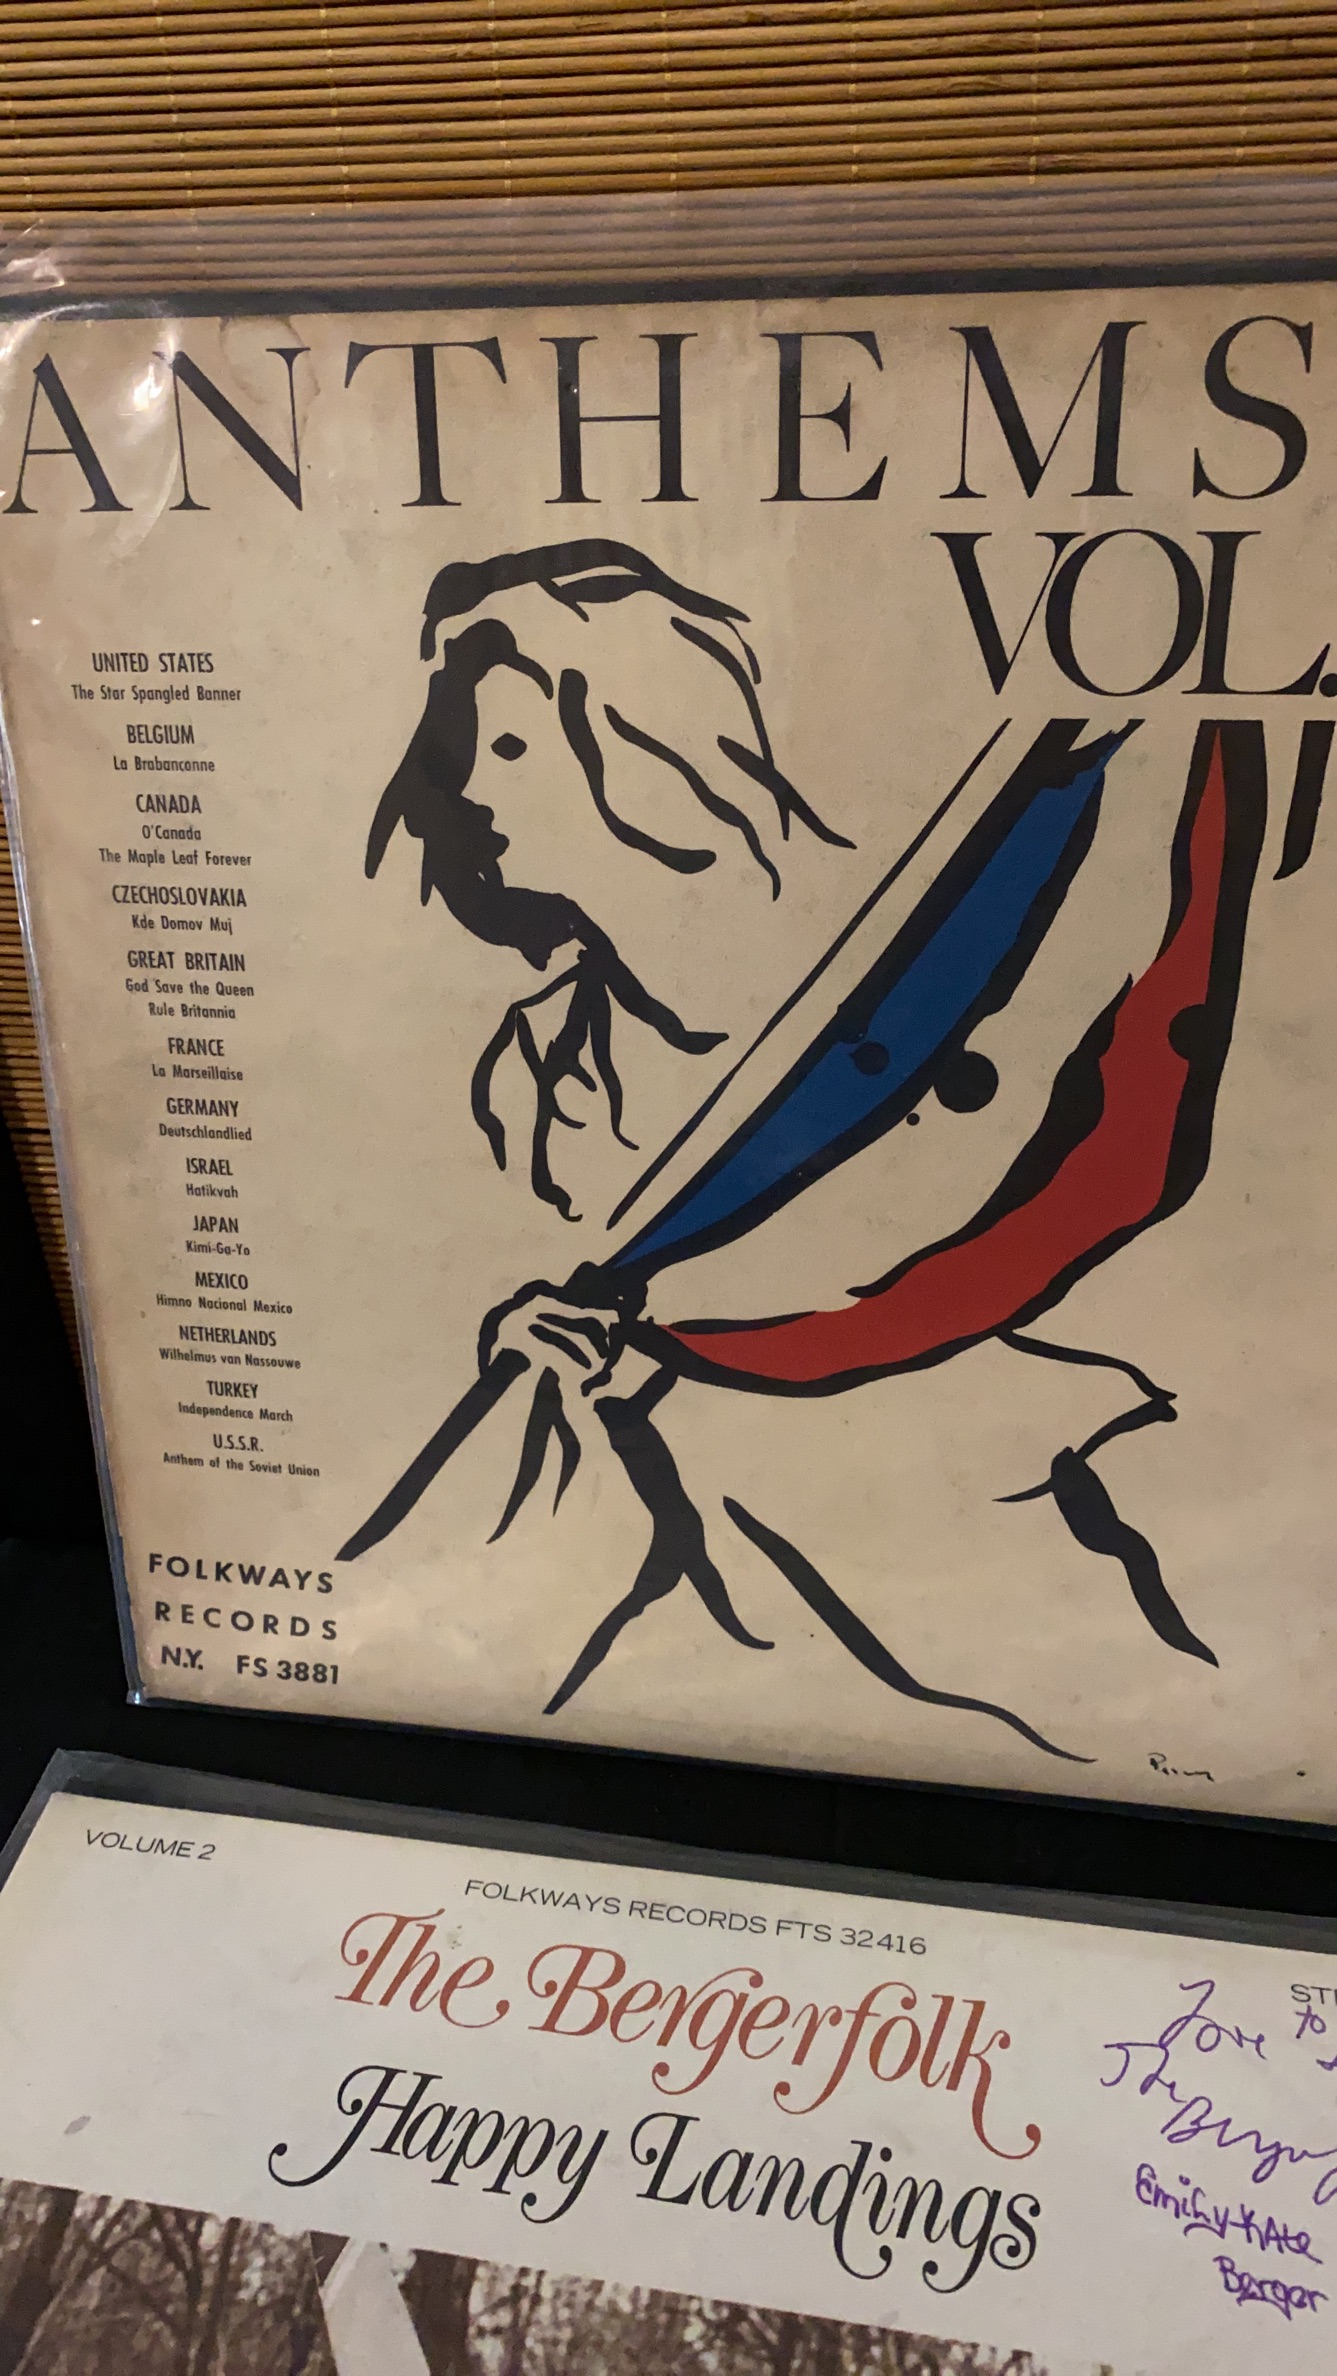 ANTHEMS
VOL.
UNITED STATES
The Star Spangled Banner
BELGIUM
La Brabanconne
CANADA
O'Canada
The Maple Leaf Forever
CZECHOSLOVAKIA
Kde Domov Muj
GREAT BRITAIN
God Save the Queen
Rule Britannia
FRANCE
La Marseillaise
GERMANY
Deutschlandlied
ISRAEL
Hatikvah
JAPAN
Kimi-Ga-Yo
MEXICO
Himno Nacional Mexico
NETHERLANDS
Wilhelmus van Nassouwe
TURKEY
Independence March
U.S.S.R.
Anthem of the Soviet Union
FOLKWAYS
RECORDS
N.Y. FS 3881
VOLUME 2
FOLKWAYS RECORDS FTS 32416
The Bergerfolk
Happy Landings
Love to
The
Emily Kate
Berger